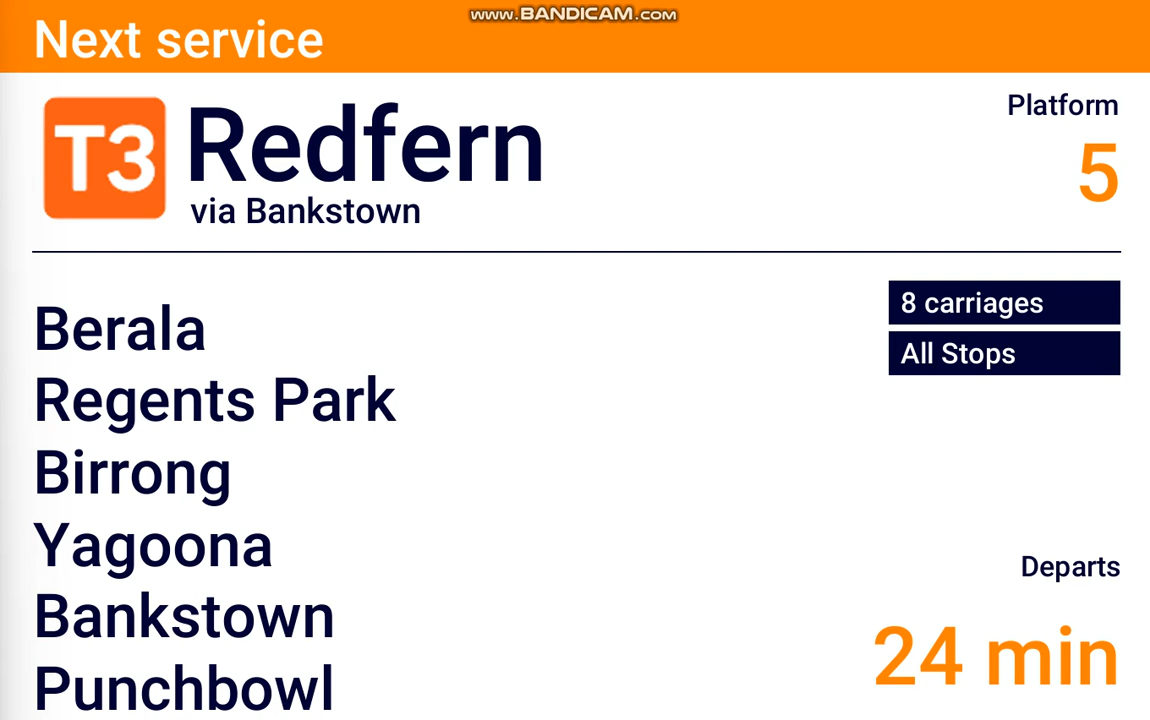 www.BANDICAM.com
Next service
T3
Redfern
via Bankstown
Platform
5
Berala
Regents Park
Birrong
Yagoona
Bankstown
Punchbowl
8 carriages
All Stops
Departs
24 min